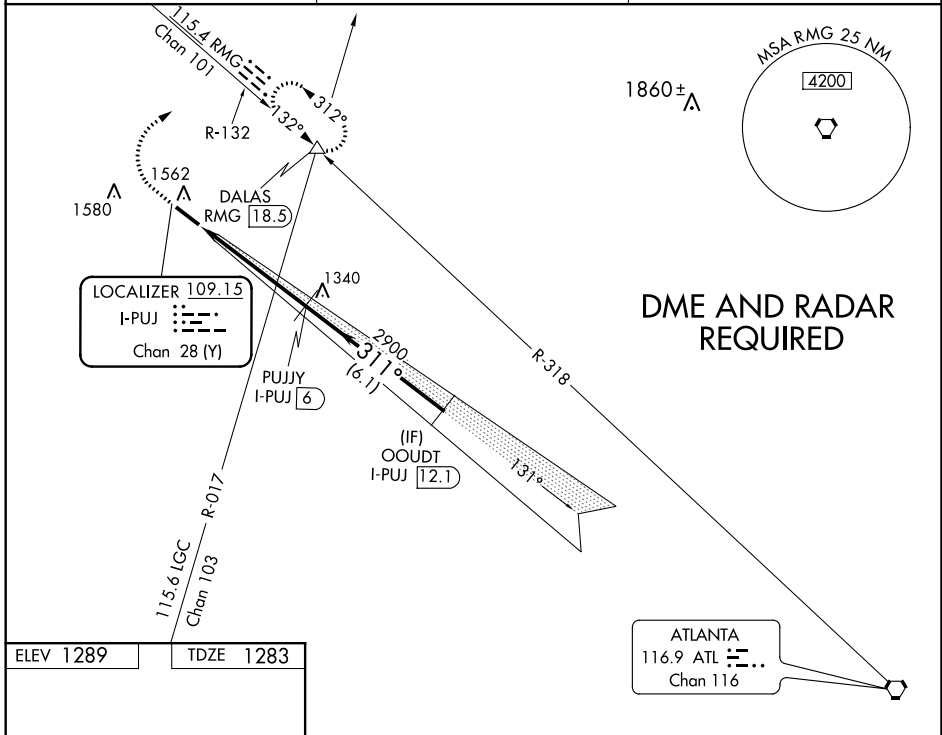 115.4 RMG
Chan 101
R-132
132°
312°
MSA RMG 25 NM
4200
1860 ±
1562
1580
DALAS
RMG 18.5
LOCALIZER 109.15
I-PUJ
Chan 28 (Y)
1340
DME AND RADAR
REQUIRED
2900
311°
(6.1)
PUJJY
I-PUJ 6
R-318
(IF)
OOUDT
I-PUJ 12.1
131°
R-017
115.6 LGC
Chan 103
ELEV 1289
TDZE 1283
ATLANTA
116.9 ATL
Chan 116